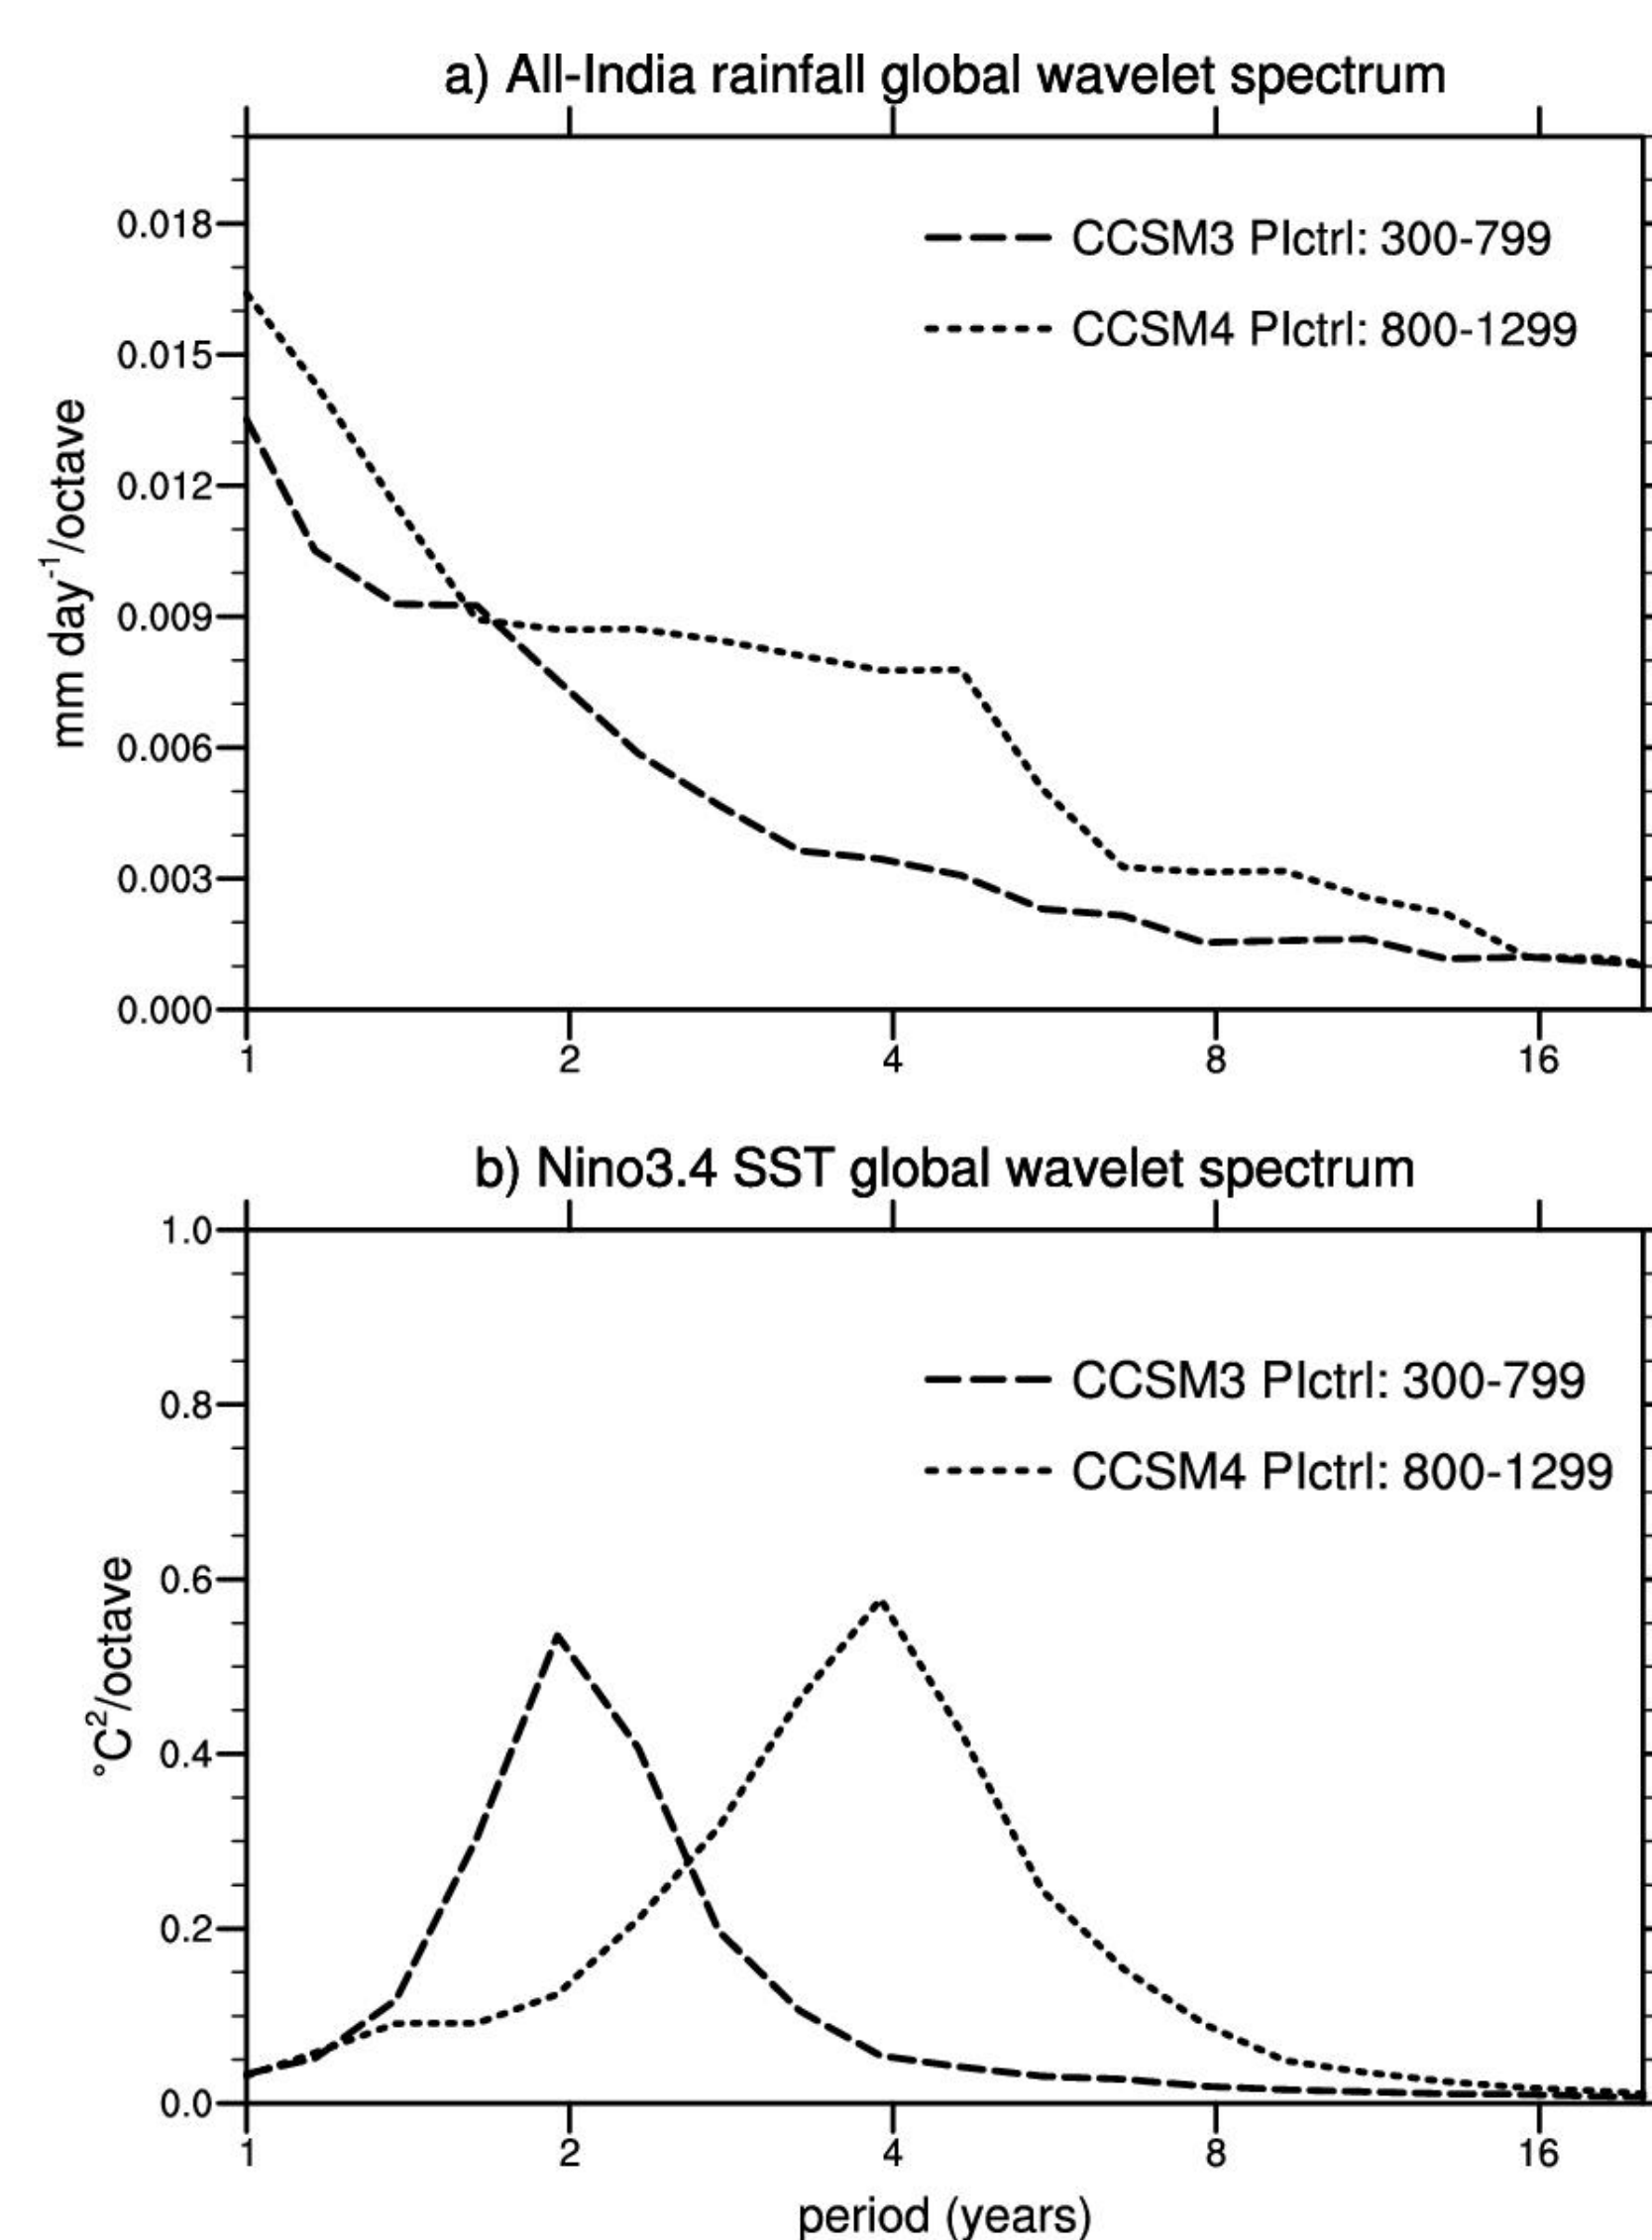 a) All-India rainfall global wavelet spectrum
0.018
0.015
0.012
0.009
0.006
0.003
0.000
mm day-1/octave
CCSM3 PIctrl: 300-799
CCSM4 PIctrl: 800-1299
1 2 4 8 16
b) Nino3.4 SST global wavelet spectrum
1.0
0.8
0.6
0.4
0.2
0.0
°C2/octave
CCSM3 PIctrl: 300-799
CCSM4 PIctrl: 800-1299
1 2 4 8 16
period (years)